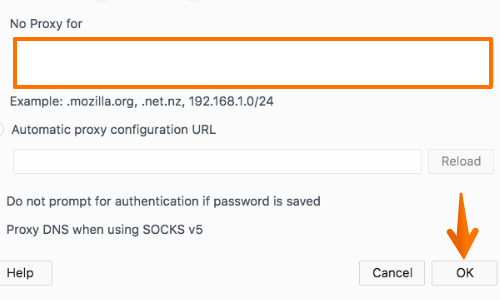 No Proxy for
Example: .mozilla.org, .net.nz, 192.168.1.0/24
Automatic proxy configuration URL
Reload
Do not prompt for authentication if password is saved
Proxy DNS when using SOCKS v5
Help Cancel OK